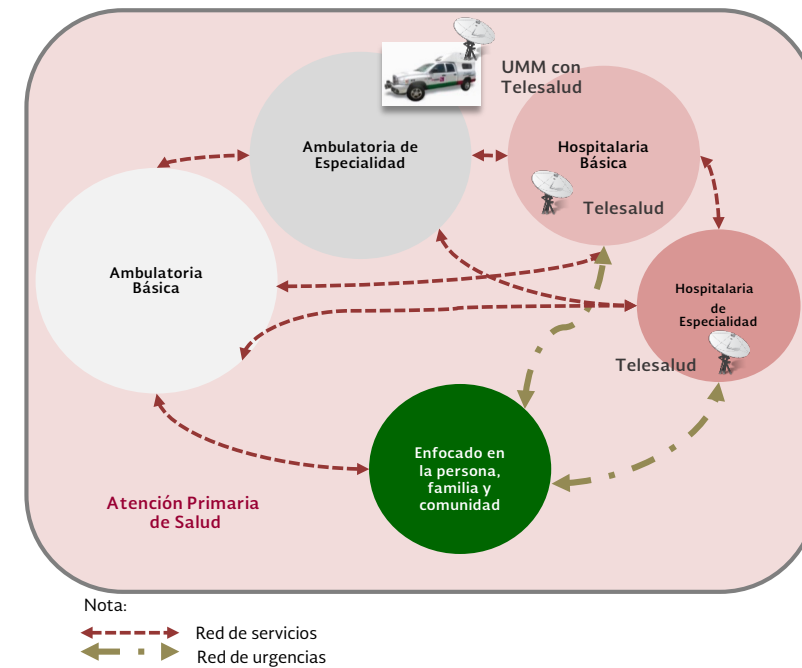 UMM con
Telesalud
Ambulatoria de
Especialidad
Hospitalaria
Básica
Telesalud
Ambulatoria
Básica
Hospitalaria
de
Especialidad
Telesalud
Enfocado en
la persona,
familia y
comunidad
Atención Primaria
de Salud
Nota:
Red de servicios
Red de urgencias